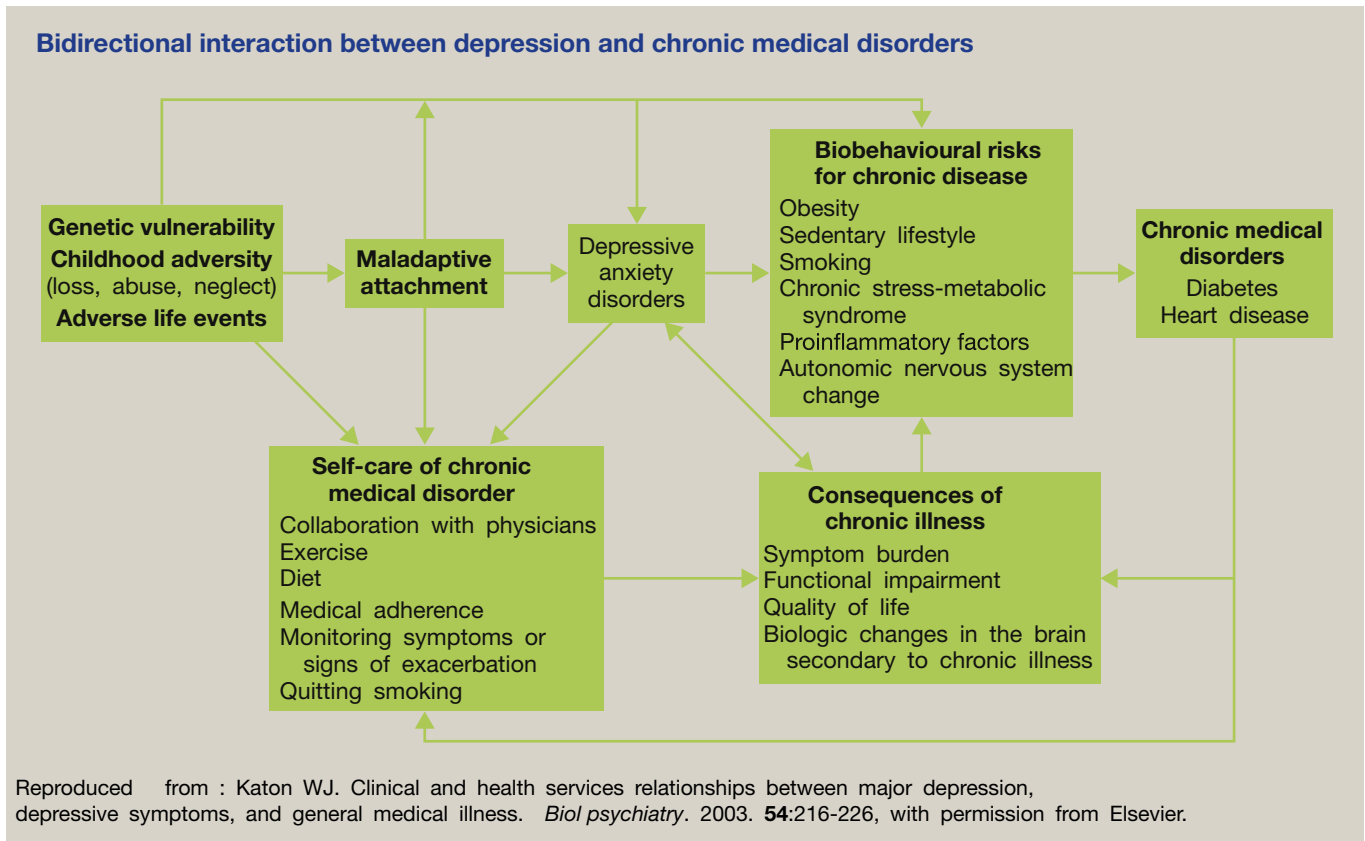 Bidirectional interaction between depression and chronic medical disorders
Genetic vulnerability
Childhood adversity
(loss, abuse, neglect)
Adverse life events
Maladaptive
attachment
Depressive
anxiety
disorders
Biobehavioural risks
for chronic disease
Obesity
Sedentary lifestyle
Smoking
Chronic stress-metabolic
syndrome
Proinflammatory factors
Autonomic nervous system
change
Chronic medical
disorders
Diabetes
Heart disease
Self-care of chronic
medical disorder
Collaboration with physicians
Exercise
Diet
Medical adherence
Monitoring symptoms or
signs of exacerbation
Quitting smoking
Consequences of
chronic illness
Symptom burden
Functional impairment
Quality of life
Biologic changes in the brain
secondary to chronic illness
Reproduced from : Katon WJ. Clinical and health services relationships between major depression,
depressive symptoms, and general medical illness. Biol psychiatry. 2003. 54:216-226, with permission from Elsevier.